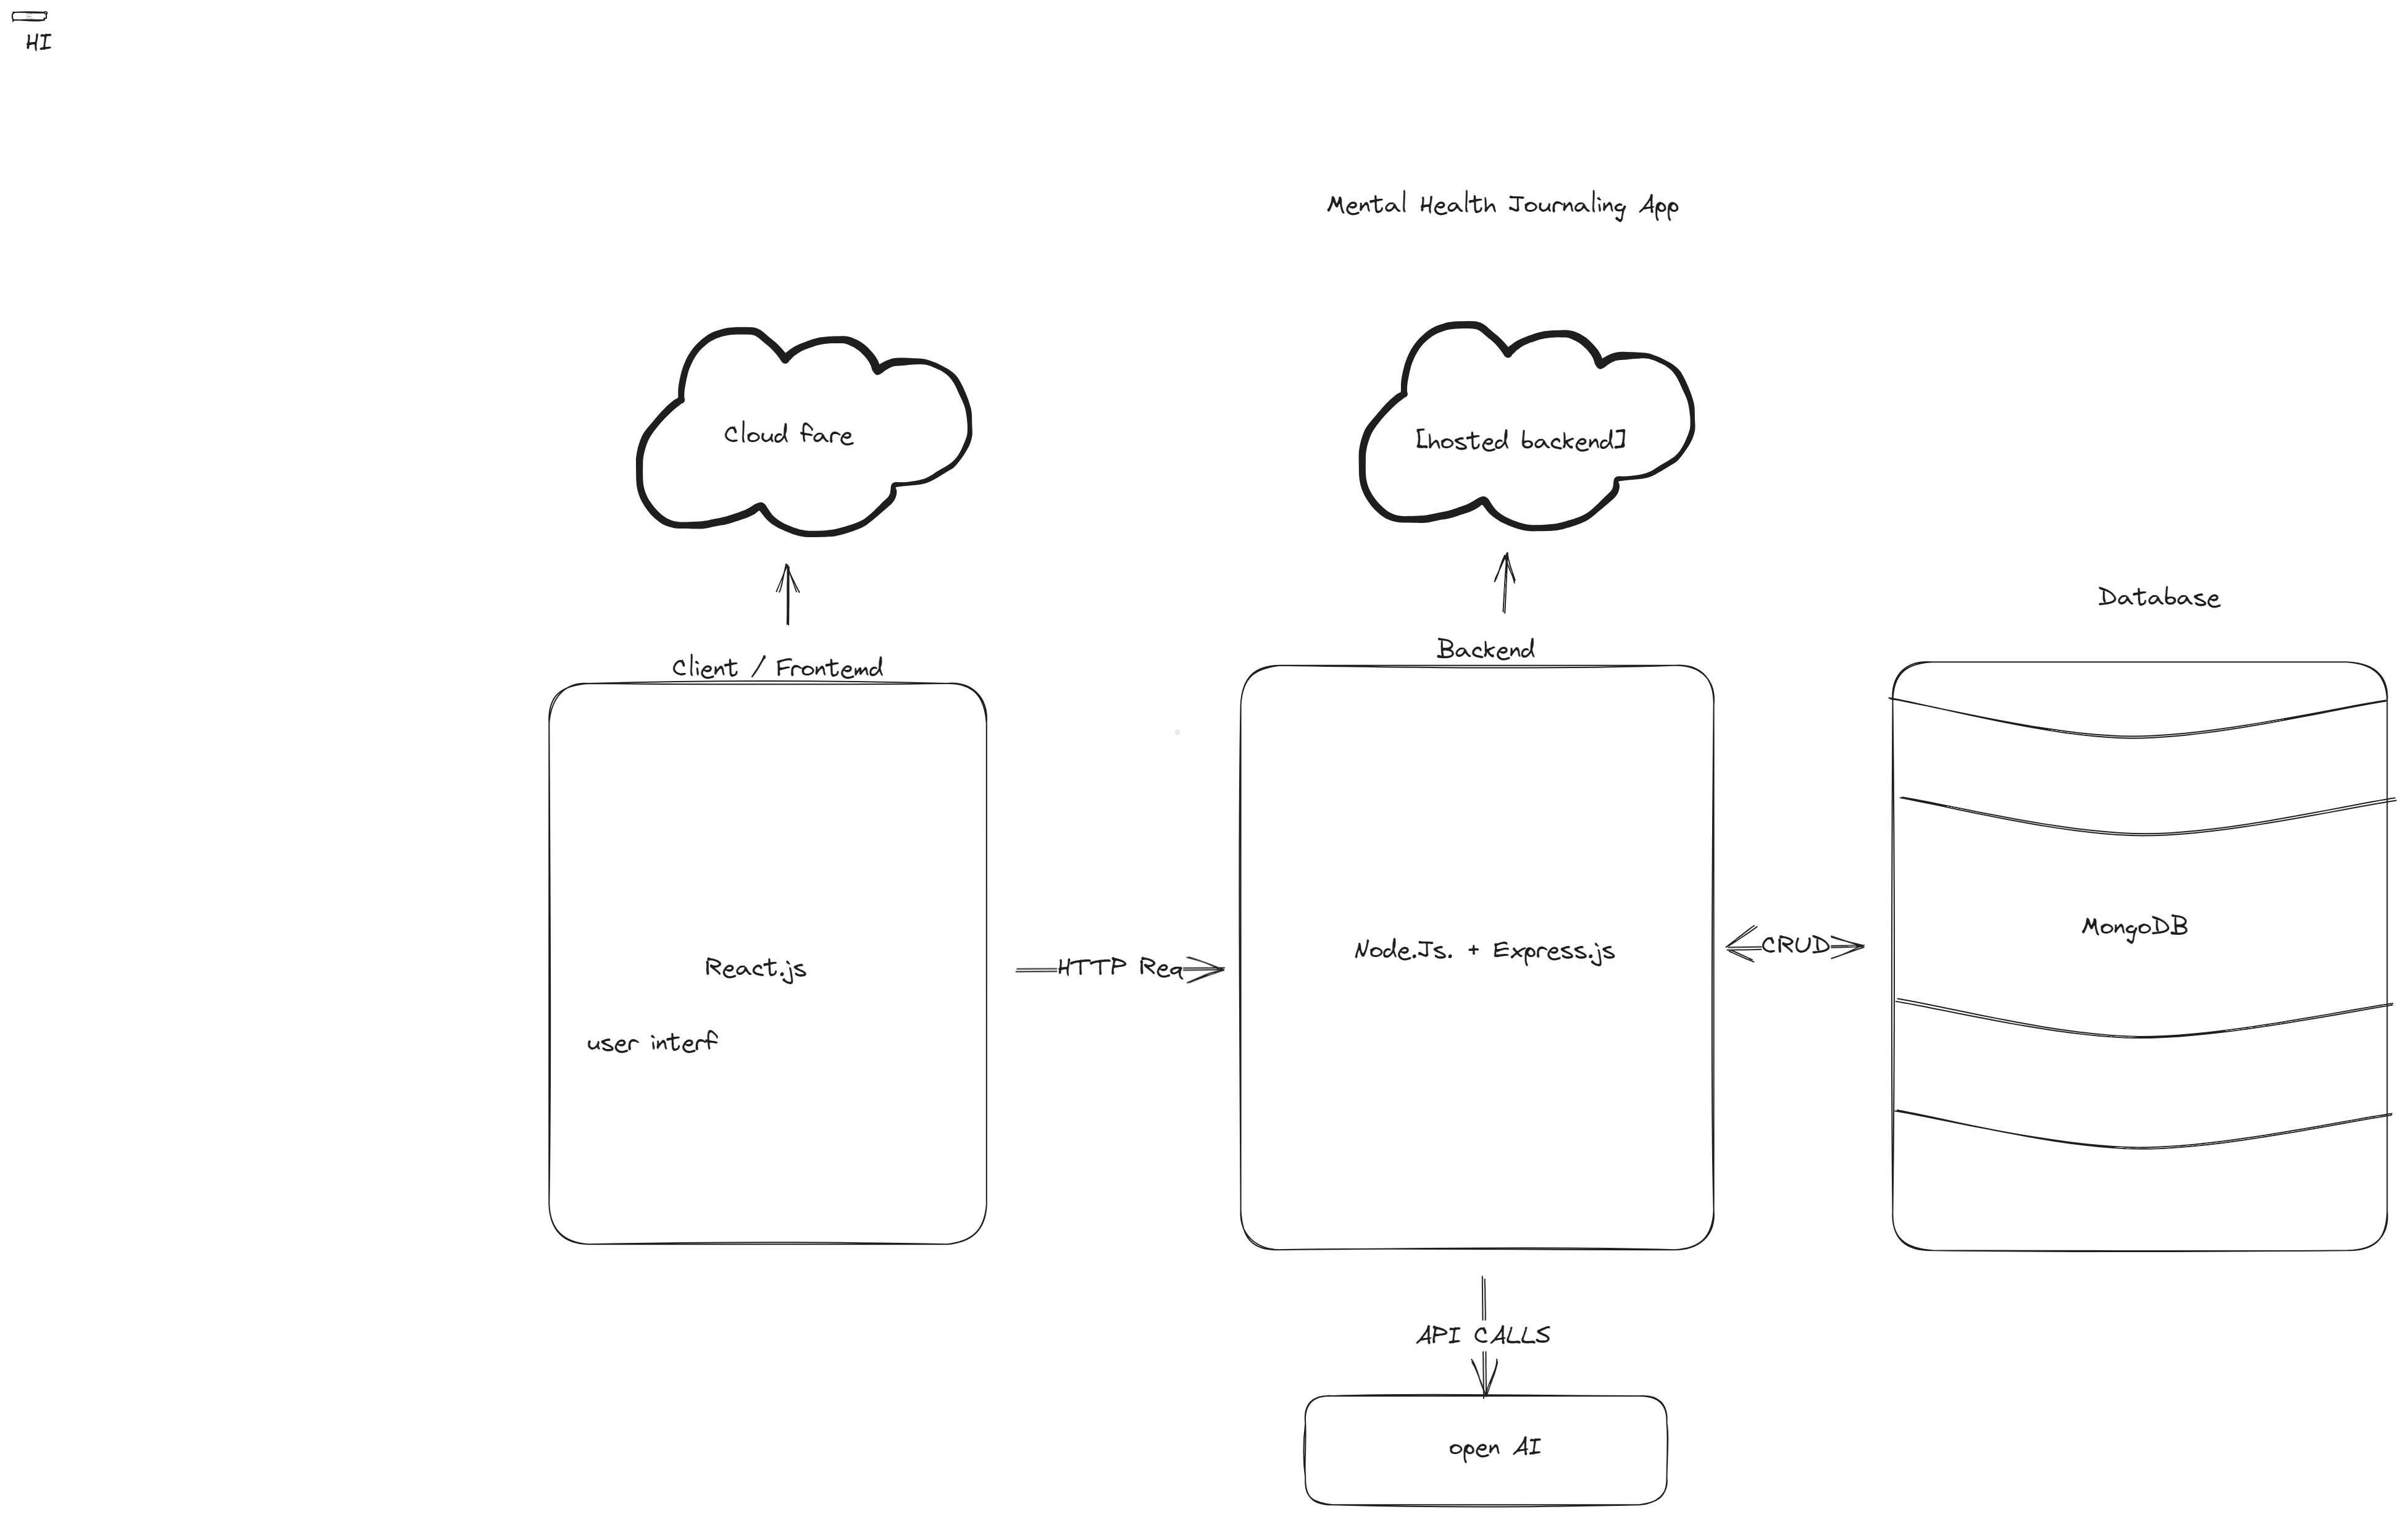 HI
Mental Health Journaling App
Cloud fare
[hosted backend]
Database
Client / Frontemd
Backend
React.js
user interf
HTTP Req
Node.Js. + Express.js
CRUD
MongoDB
API CALLS
open AI